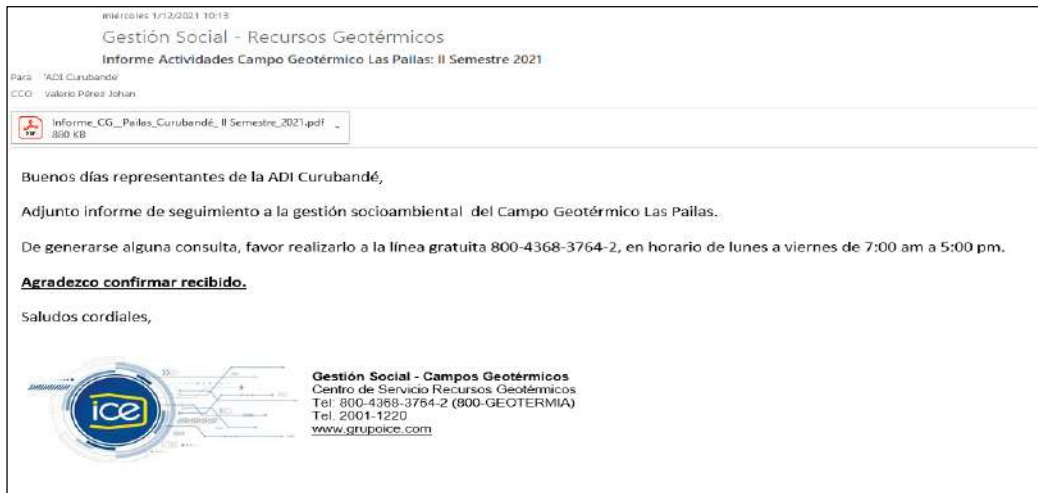 miércoles 1/12/2021 10:13
Gestión Social - Recursos Geotérmicos
Informe Actividades Campo Geotérmico Las Pailas: II Semestre 2021
Para 'ADI Curubande'
CCO Valerio Pérez Johan
Informe_CG__Pailas_Curubandé_ II Semestre_2021.pdf
880 KB
Buenos días representantes de la ADI Curubandé,
Adjunto informe de seguimiento a la gestión socioambiental del Campo Geotérmico Las Pailas.
De generarse alguna consulta, favor realizarlo a la línea gratuita 800-4368-3764-2, en horario de lunes a viernes de 7:00 am a 5:00 pm.
Agradezco confirmar recibido.
Saludos cordiales,
ice
Gestión Social - Campos Geotérmicos
Centro de Servicio Recursos Geotérmicos
Tel: 800-4368-3764-2 (800-GEOTERMIA)
Tel. 2001-1220
www.grupoice.com